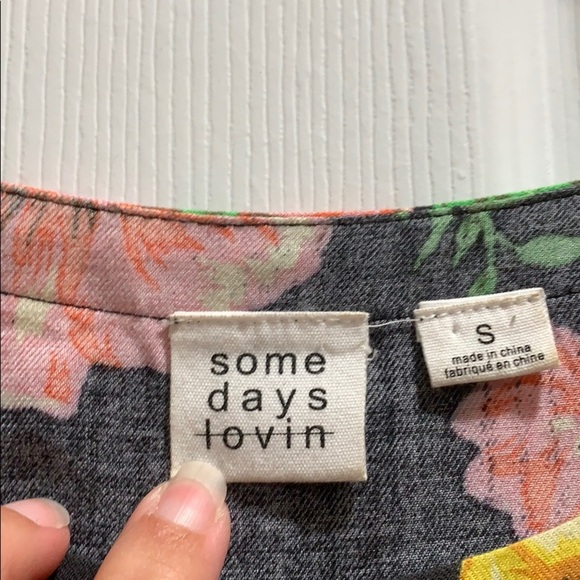 some
days
lovin
S
made in china
fabriqué en chine